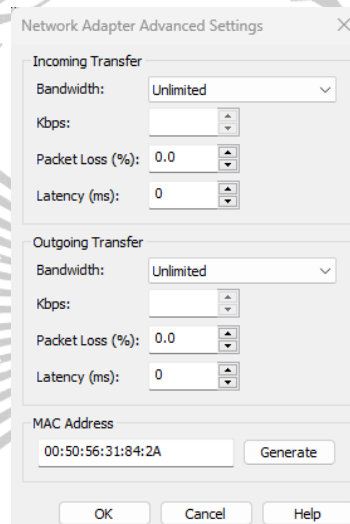 Network Adapter Advanced Settings
Incoming Transfer
Bandwidth: Unlimited
Kbps:
Packet Loss (%): 0.0
Latency (ms): 0
Outgoing Transfer
Bandwidth: Unlimited
Kbps:
Packet Loss (%): 0.0
Latency (ms): 0
MAC Address
00:50:56:31:84:2A Generate
OK Cancel Help